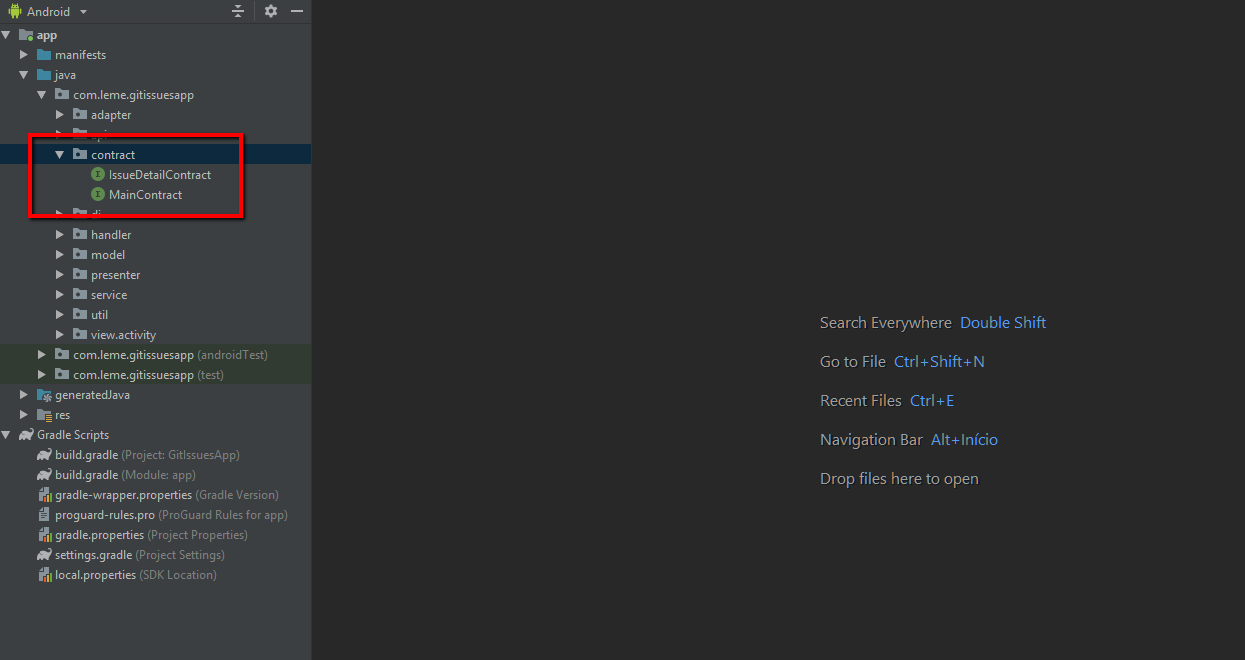 Android
app
manifests
java
com.leme.gitissuesapp
adapter
contract
IssueDetailContract
MainContract
handler
model
presenter
service
util
view.activity
com.leme.gitissuesapp (androidTest)
com.leme.gitissuesapp (test)
generatedJava
res
Gradle Scripts
build.gradle (Project: GitIssuesApp)
build.gradle (Module: app)
gradle-wrapper.properties (Gradle Version)
proguard-rules.pro (ProGuard Rules for app)
gradle.properties (Project Properties)
settings.gradle (Project Settings)
local.properties (SDK Location)
Search Everywhere Double Shift
Go to File Ctrl+Shift+N
Recent Files Ctrl+E
Navigation Bar Alt+Início
Drop files here to open